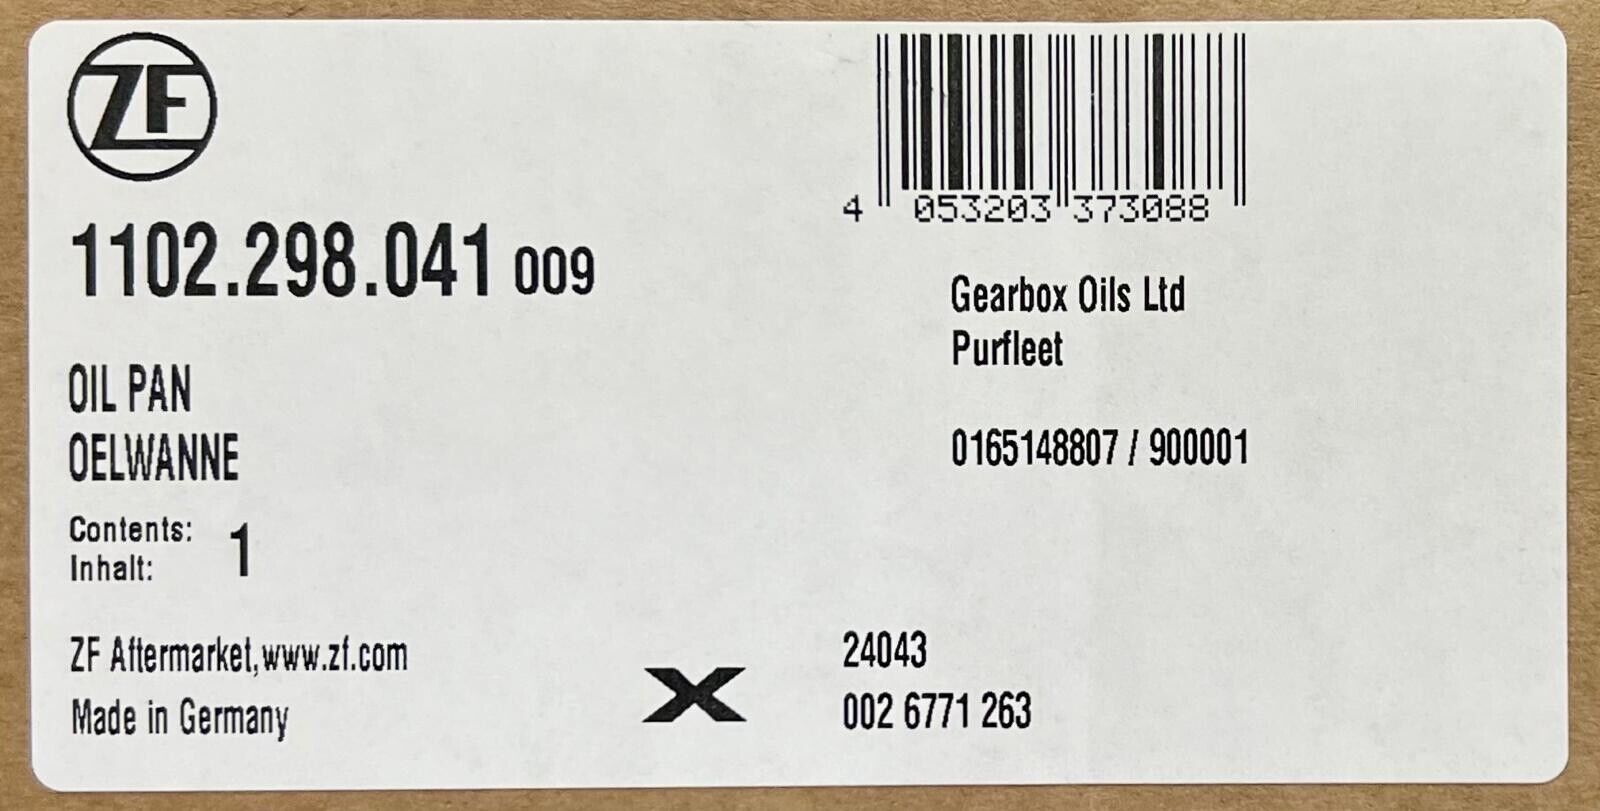 ZF
1102.298.041 009
OIL PAN
OELWANNE
Contents: 1
Inhalt:
ZF Aftermarket,www.zf.com
Made in Germany
X
4 053203 373088
Gearbox Oils Ltd
Purfleet
0165148807 / 900001
24043
002 6771 263